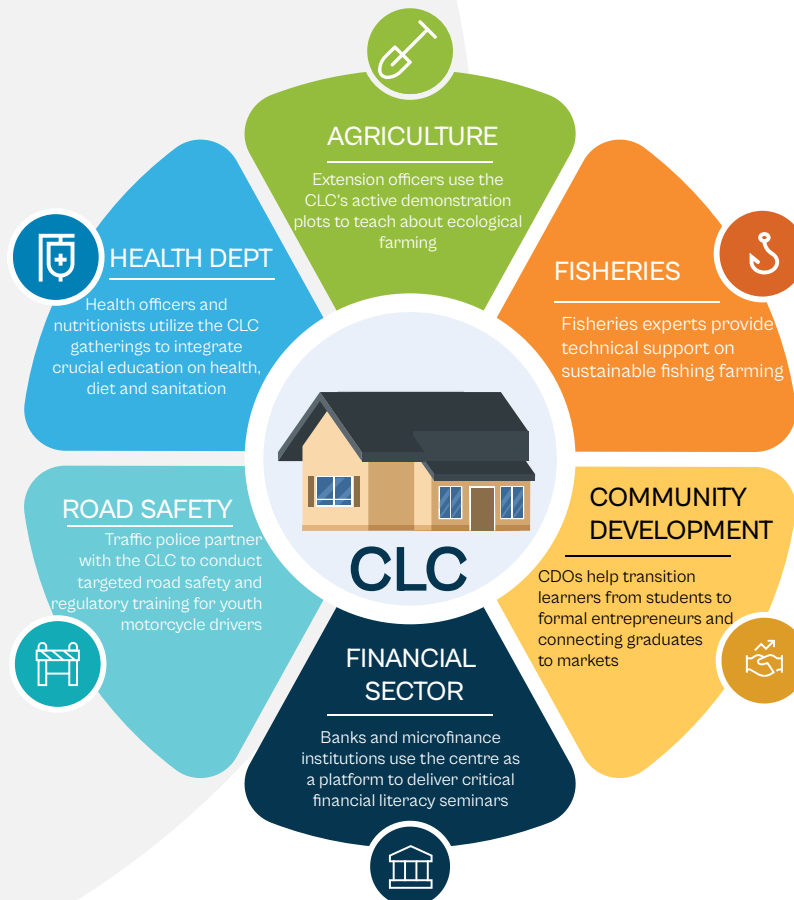 AGRICULTURE
Extension officers use the
CLC's active demonstration
plots to teach about ecological
farming
HEALTH DEPT
Health officers and
nutritionists utilize the CLC
gatherings to integrate
crucial education on health,
diet and sanitation
FISHERIES
Fisheries experts provide
technical support on
sustainable fishing farming
CLC
ROAD SAFETY
Traffic police partner
with the CLC to conduct
targeted road safety and
regulatory training for youth
motorcycle drivers
COMMUNITY
DEVELOPMENT
CDOs help transition
learners from students to
formal entrepreneurs and
connecting graduates
to markets
FINANCIAL
SECTOR
Banks and microfinance
institutions use the centre as
a platform to deliver critical
financial literacy seminars